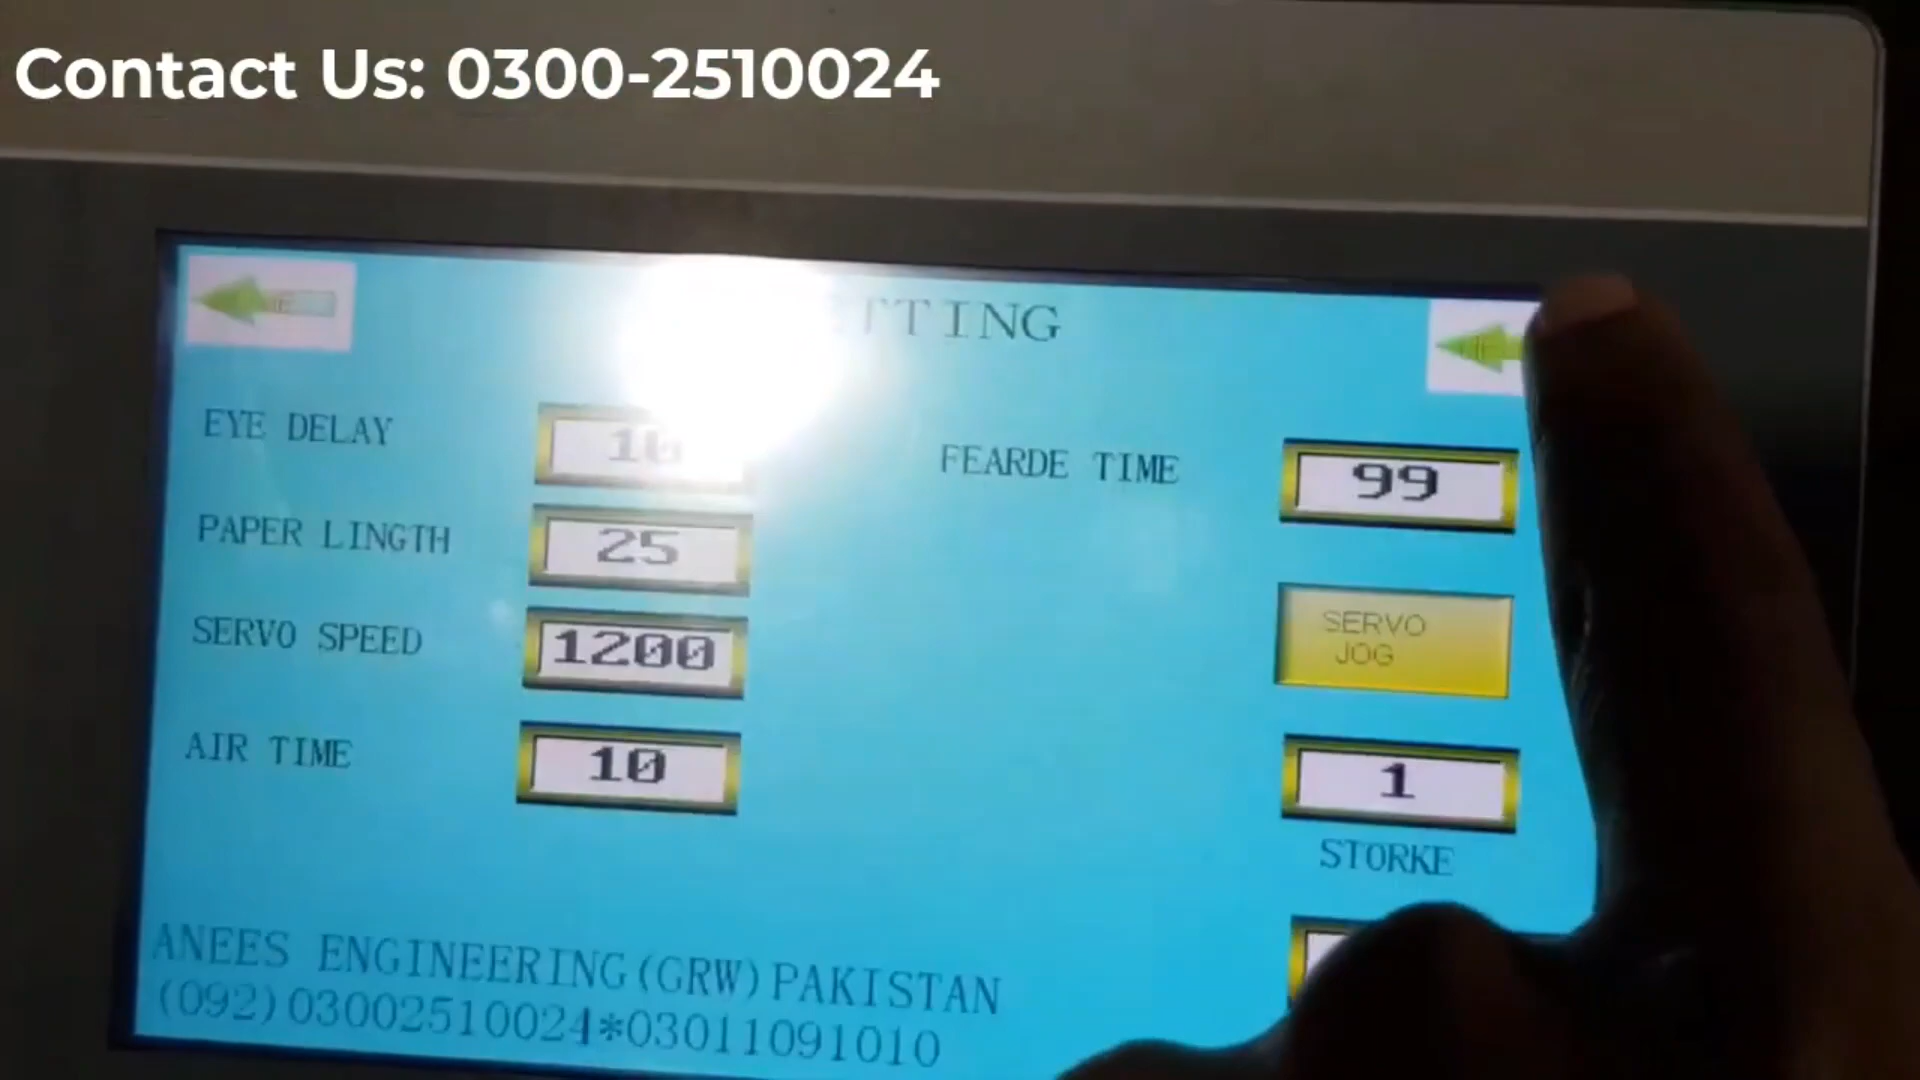 Contact Us: 0300-2510024
TTING
EYE DELAY
10
FEARDE TIME
99
PAPER LINGTH
25
SERVO SPEED
1200
SERVO
JOG
AIR TIME
10
1
STORKE
ANEES ENGINEERING(GRW)PAKISTAN
(092)03002510024*03011091010